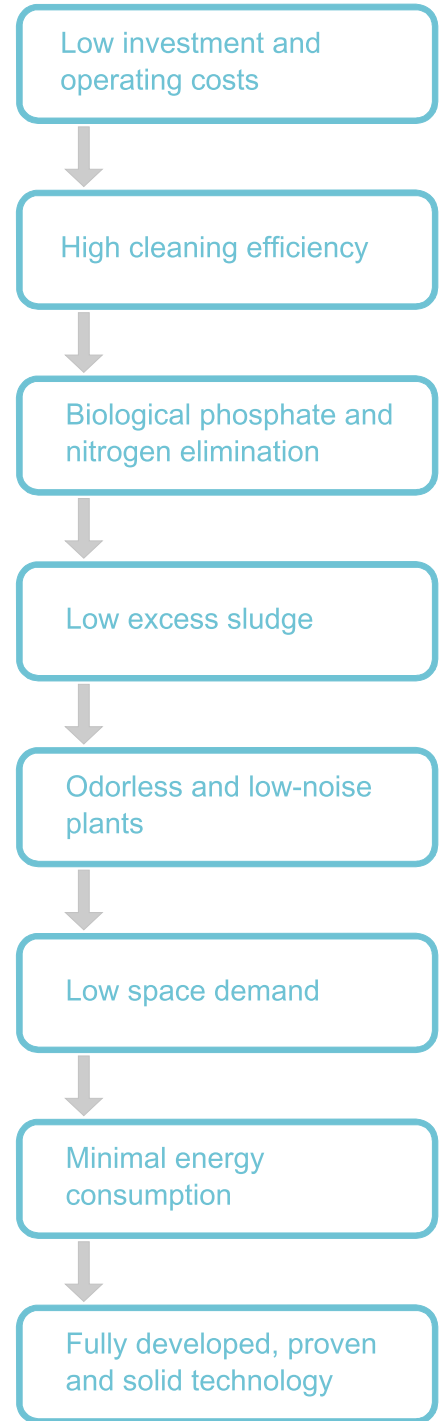 Low investment and
operating costs
High cleaning efficiency
Biological phosphate and
nitrogen elimination
Low excess sludge
Odorless and low-noise
plants
Low space demand
Minimal energy
consumption
Fully developed, proven
and solid technology